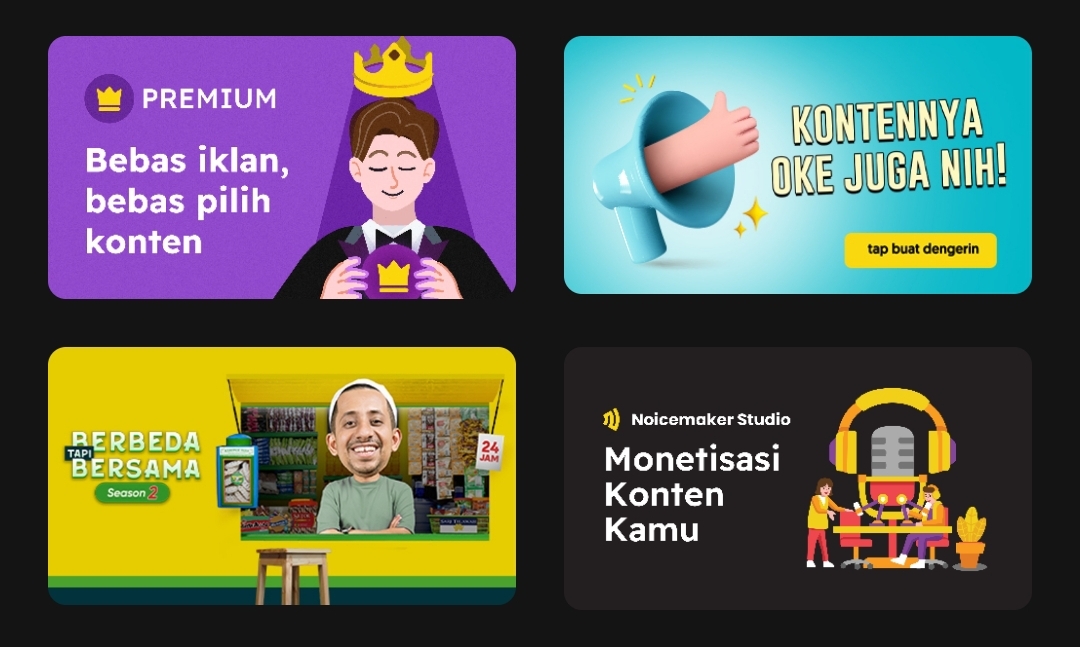 PREMIUM
Bebas iklan,
bebas pilih
konten
KONTENNYA
OKE JUGA NIH!
tap buat dengerin
BERBEDA
TAPI
BERSAMA
Season 2
24
JAM
Noicemaker Studio
Monetisasi
Konten
Kamu